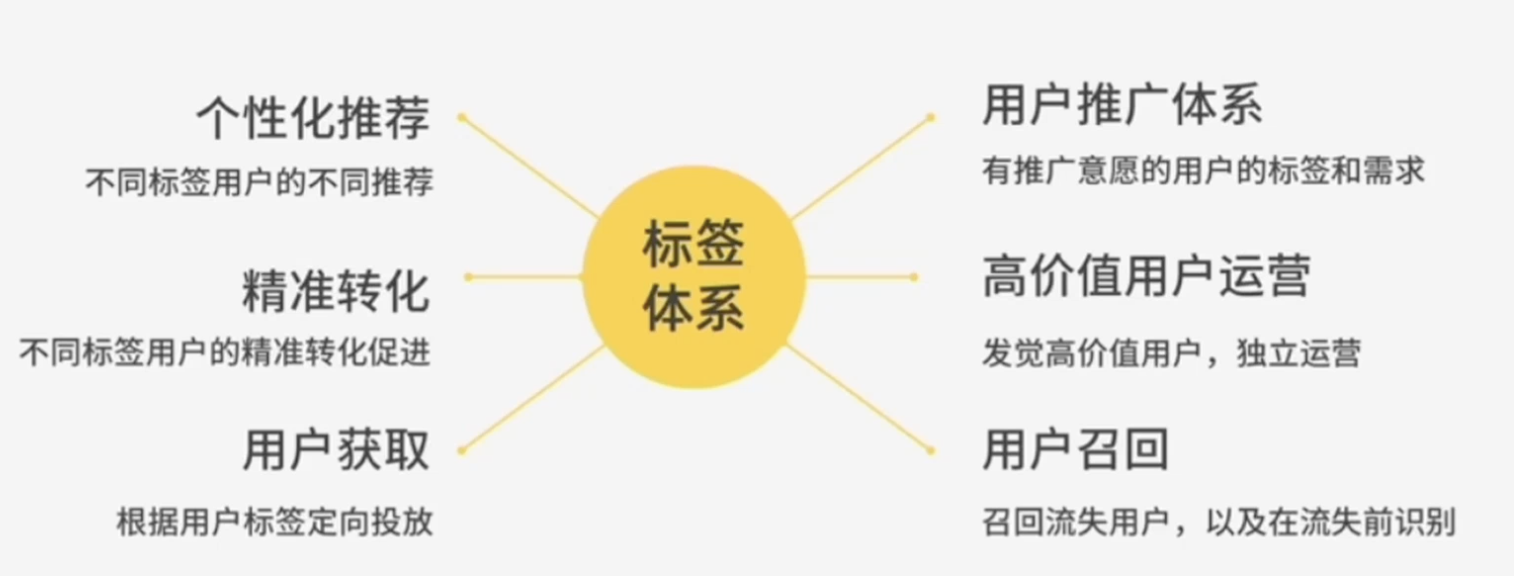 个性化推荐
不同标签用户的不同推荐
精准转化
不同标签用户的精准转化促进
用户获取
根据用户标签定向投放
标签
体系
用户推广体系
有推广意愿的用户的标签和需求
高价值用户运营
发觉高价值用户，独立运营
用户召回
召回流失用户，以及在流失前识别